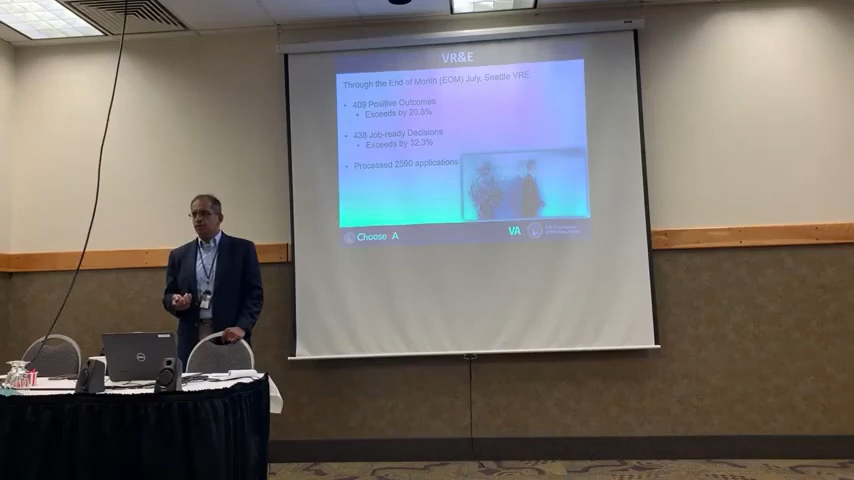 VR&E
Through the End of Month (EOM) July, Seattle VRE
• 409 Positive Outcomes
• Exceeds by 20.8%
• 438 Job-ready Decisions
• Exceeds by 32.3%
• Processed 2590 applications
Choose A
VA
DELL